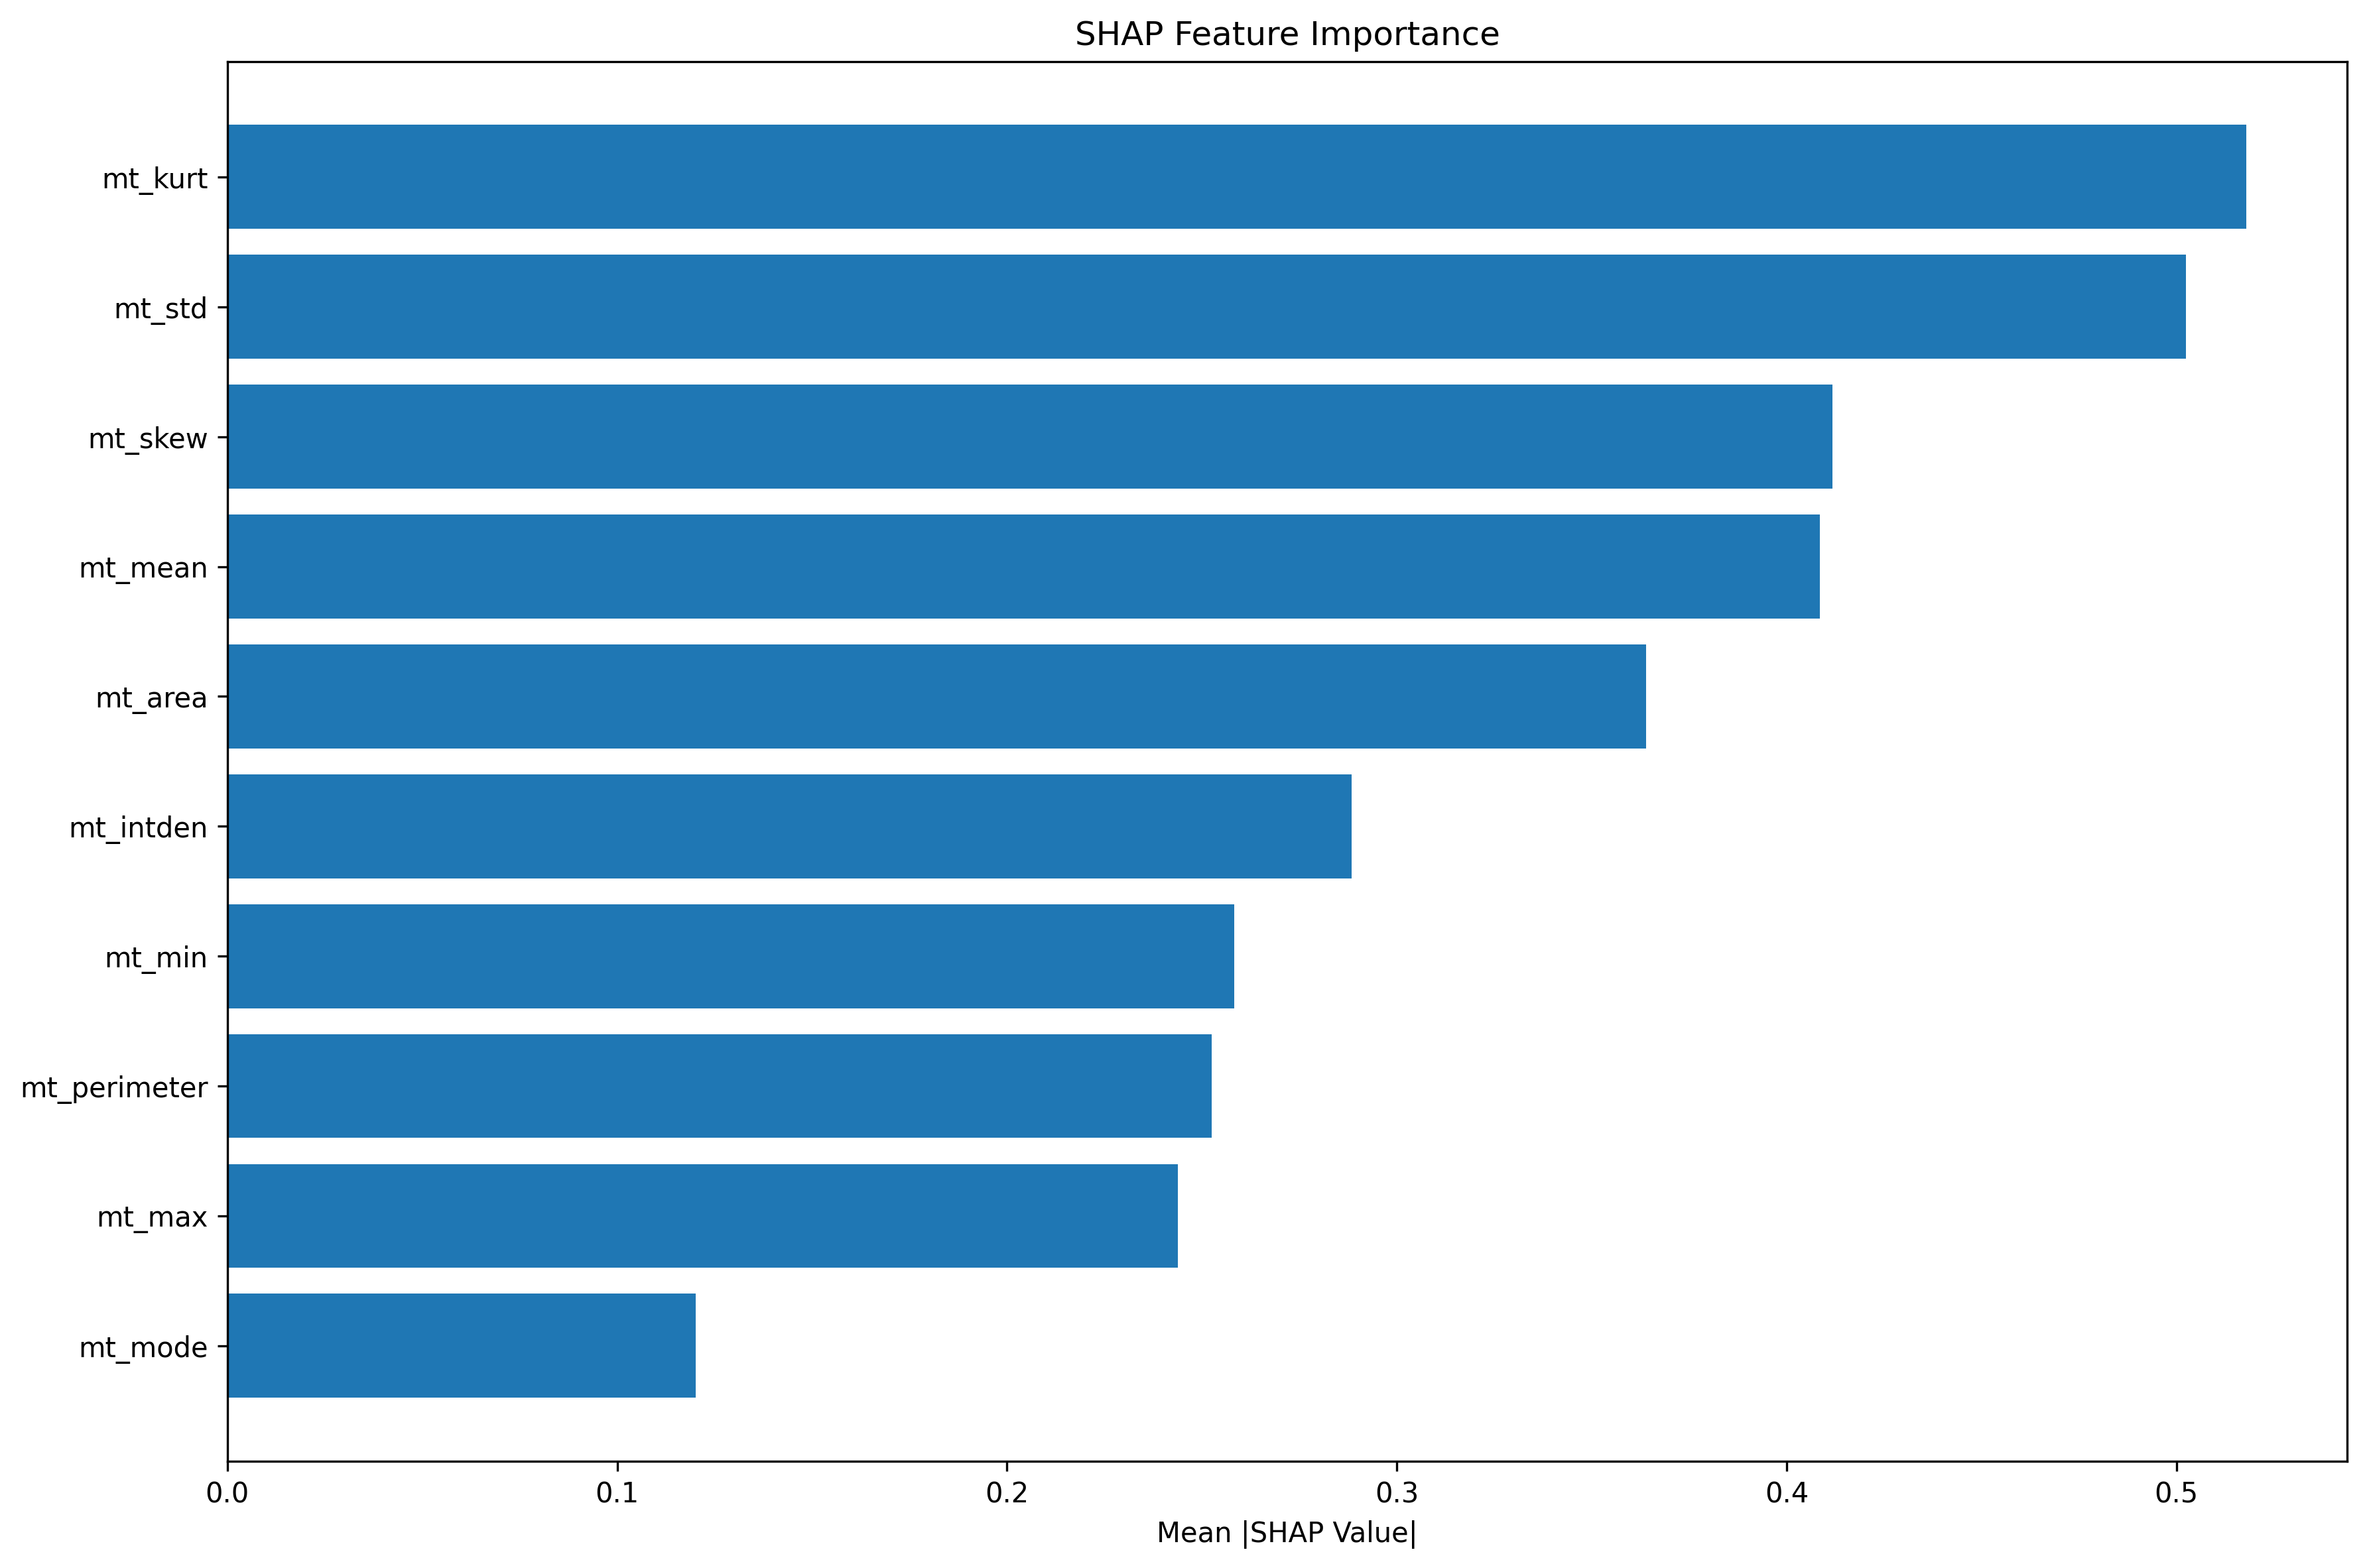 SHAP Feature Importance
mt_kurt
mt_std
mt_skew
mt_mean
mt_area
mt_intden
mt_min
mt_perimeter
mt_max
mt_mode
0.0 0.1 0.2 0.3 0.4 0.5
Mean |SHAP Value|